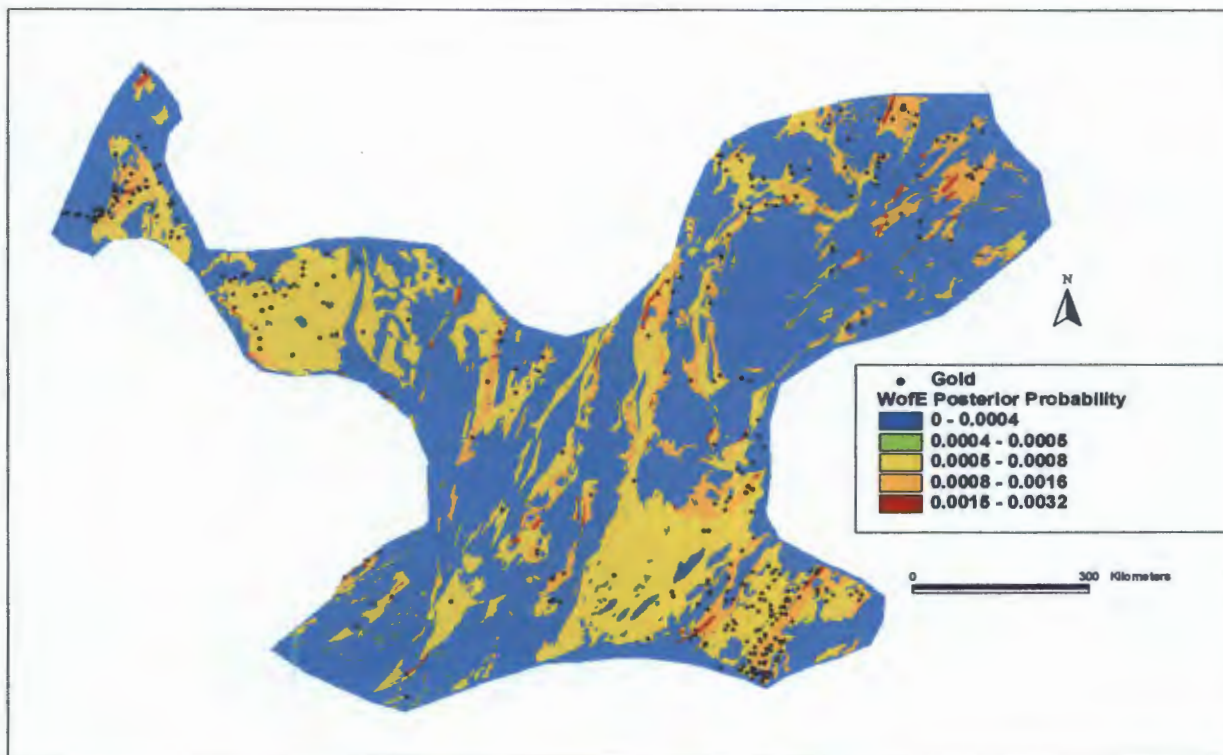 N
Gold
WofE Posterior Probability
0 - 0.0004
0.0004 - 0.0005
0.0005 - 0.0008
0.0008 - 0.0016
0.0015 - 0.0032
0 300 Kilometers